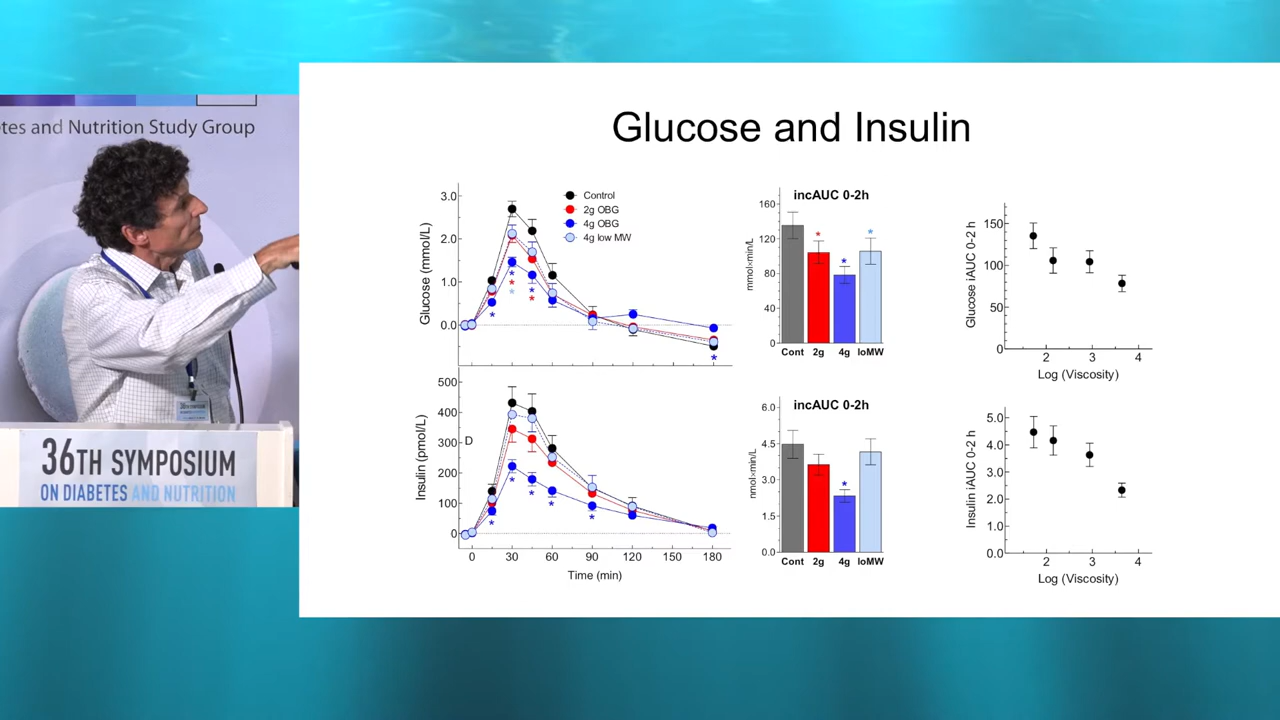 tes and Nutrition Study Group
36TH SYMPOSIUM
ON DIABETES AND NUTRITION
Glucose and Insulin
Glucose (mmol/L)
3.0
2.0
1.0
0.0
Control
2g OBG
4g OBG
4g low MW
*
*
*
*
*
*
*
Insulin (pmol/L)
500
400
300
200
100
0
D
*
*
*
*
*
0
30
60
90
120
150
180
Time (min)
incAUC 0-2h
mmol×min/L
160
120
80
40
0
*
*
*
Cont 2g 4g loMW
incAUC 0-2h
nmol×min/L
6.0
4.5
3.0
1.5
0.0
*
Cont 2g 4g loMW
Glucose iAUC 0-2 h
150
100
50
0
2 3 4
Log (Viscosity)
Insulin iAUC 0-2 h
5.0
4.0
3.0
2.0
1.0
0.0
2 3 4
Log (Viscosity)